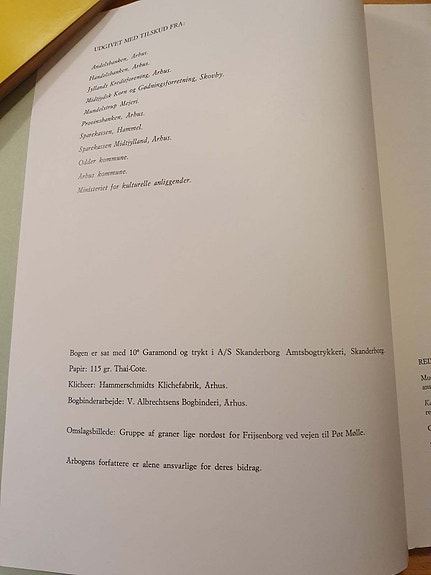 UDGIVET MED TILSKUD FRA:
Andelsbanken, Århus.
Handelsbanken, Århus.
Jyllands Kreditforening, Århus.
Midtjydsk Korn og Gødningsforretning, Skovby.
Mundelstrup Mejeri.
Provinsbanken, Århus.
Sparekassen, Hammel.
Sparekassen Midtjylland, Århus.
Odder kommune.
Århus kommune.
Ministeriet for kulturelle anliggender.
Bogen er sat med 10° Garamond og trykt i A/S Skanderborg Amtsbogtrykkeri, Skanderborg
Papir: 115 gr. Thai-Cote.
Klicheer: Hammerschmidts Klichefabrik, Århus.
Bogbinderarbejde: V. Albrechtsens Bogbinderi, Århus.
Omslagsbillede: Gruppe af graner lige nordøst for Frijsenborg ved vejen til Pøt Mølle.
Årbogens forfattere er alene ansvarlige for deres bidrag.